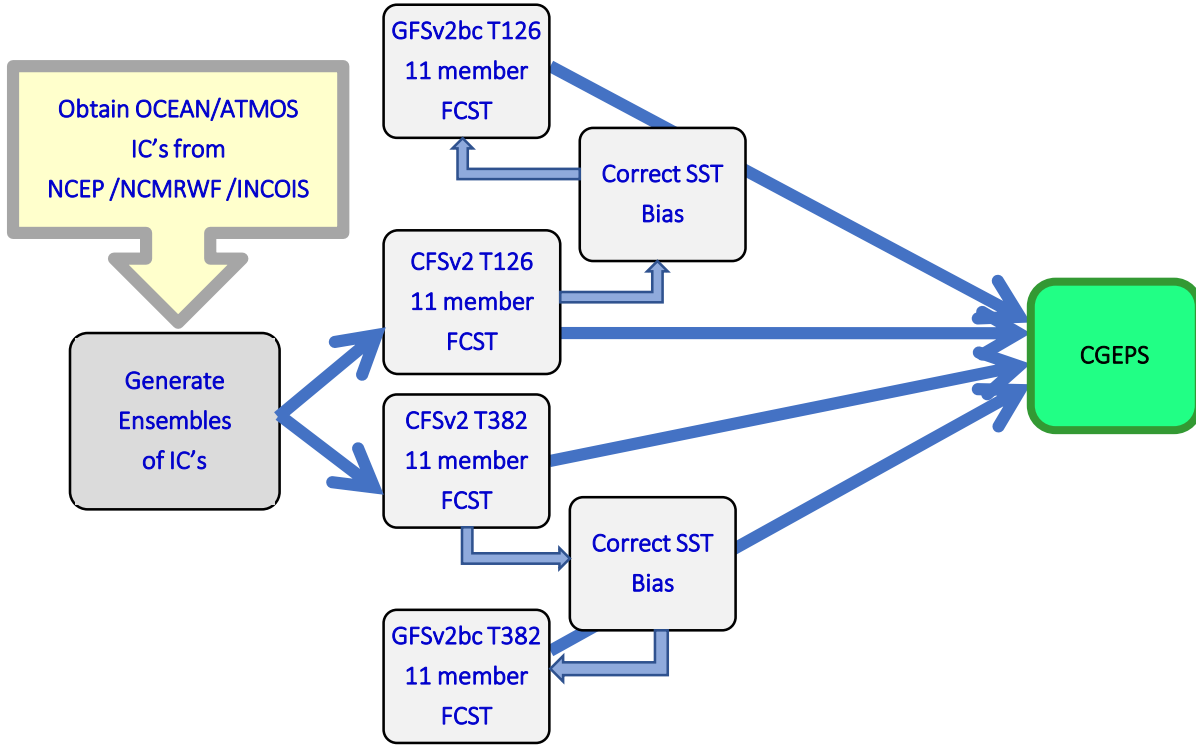 Obtain OCEAN/ATMOS
IC’s from
NCEP /NCMRWF /INCOIS
Generate
Ensembles
of IC’s
GFSv2bc T126
11 member
FCST
Correct SST
Bias
CFSv2 T126
11 member
FCST
CFSv2 T382
11 member
FCST
Correct SST
Bias
GFSv2bc T382
11 member
FCST
CGEPS